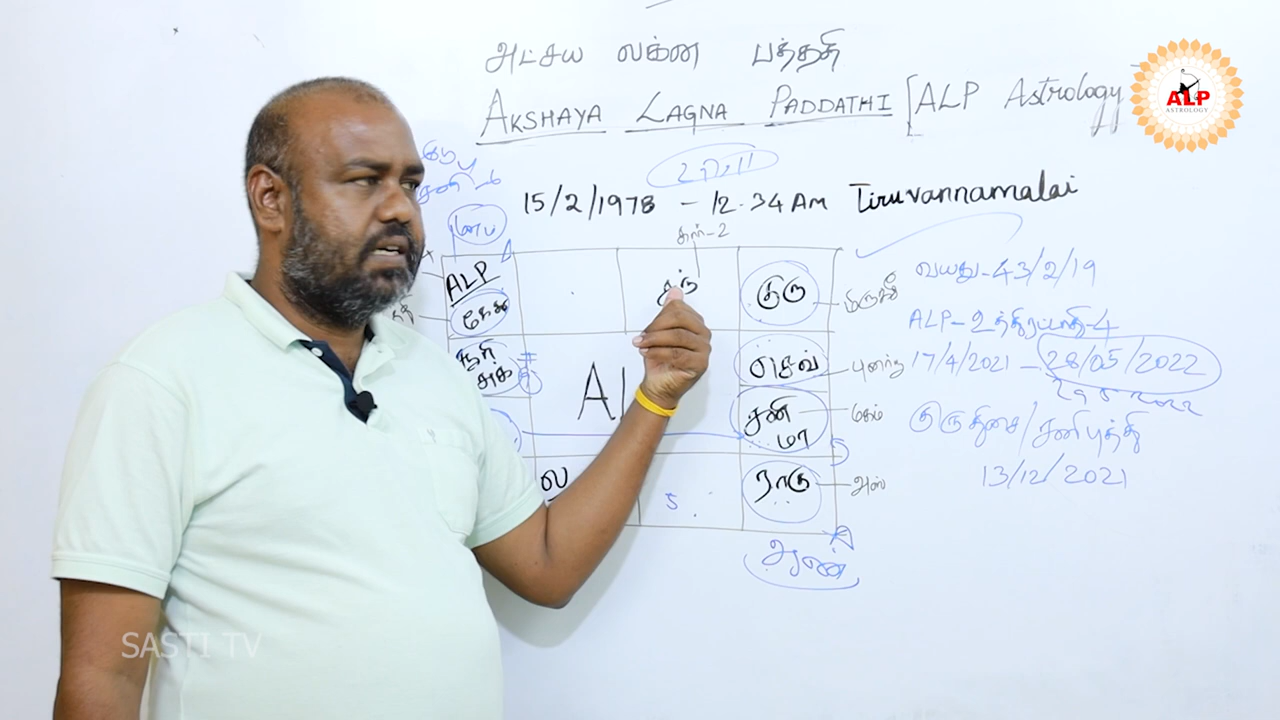 அட்சய லக்ன பத்ததி
AKSHAYA LAGNA PADDATHI [ALP Astrology
ALP
ASTROLOGY
15/2/1978 - 12.34 AM Tiruvannamalai
வயது-43/2/19
ALP-உத்திரட்டாதி-4
17/4/2021 - 28/05/2022
குருதிசை/சனிபுத்தி
13/12/2021
ALP
கேது
சூரி
குரு
செவ்
புனர்பூ
சனி
மா
மகம்
ராகு
அஸ்
ல
5
SASTI TV